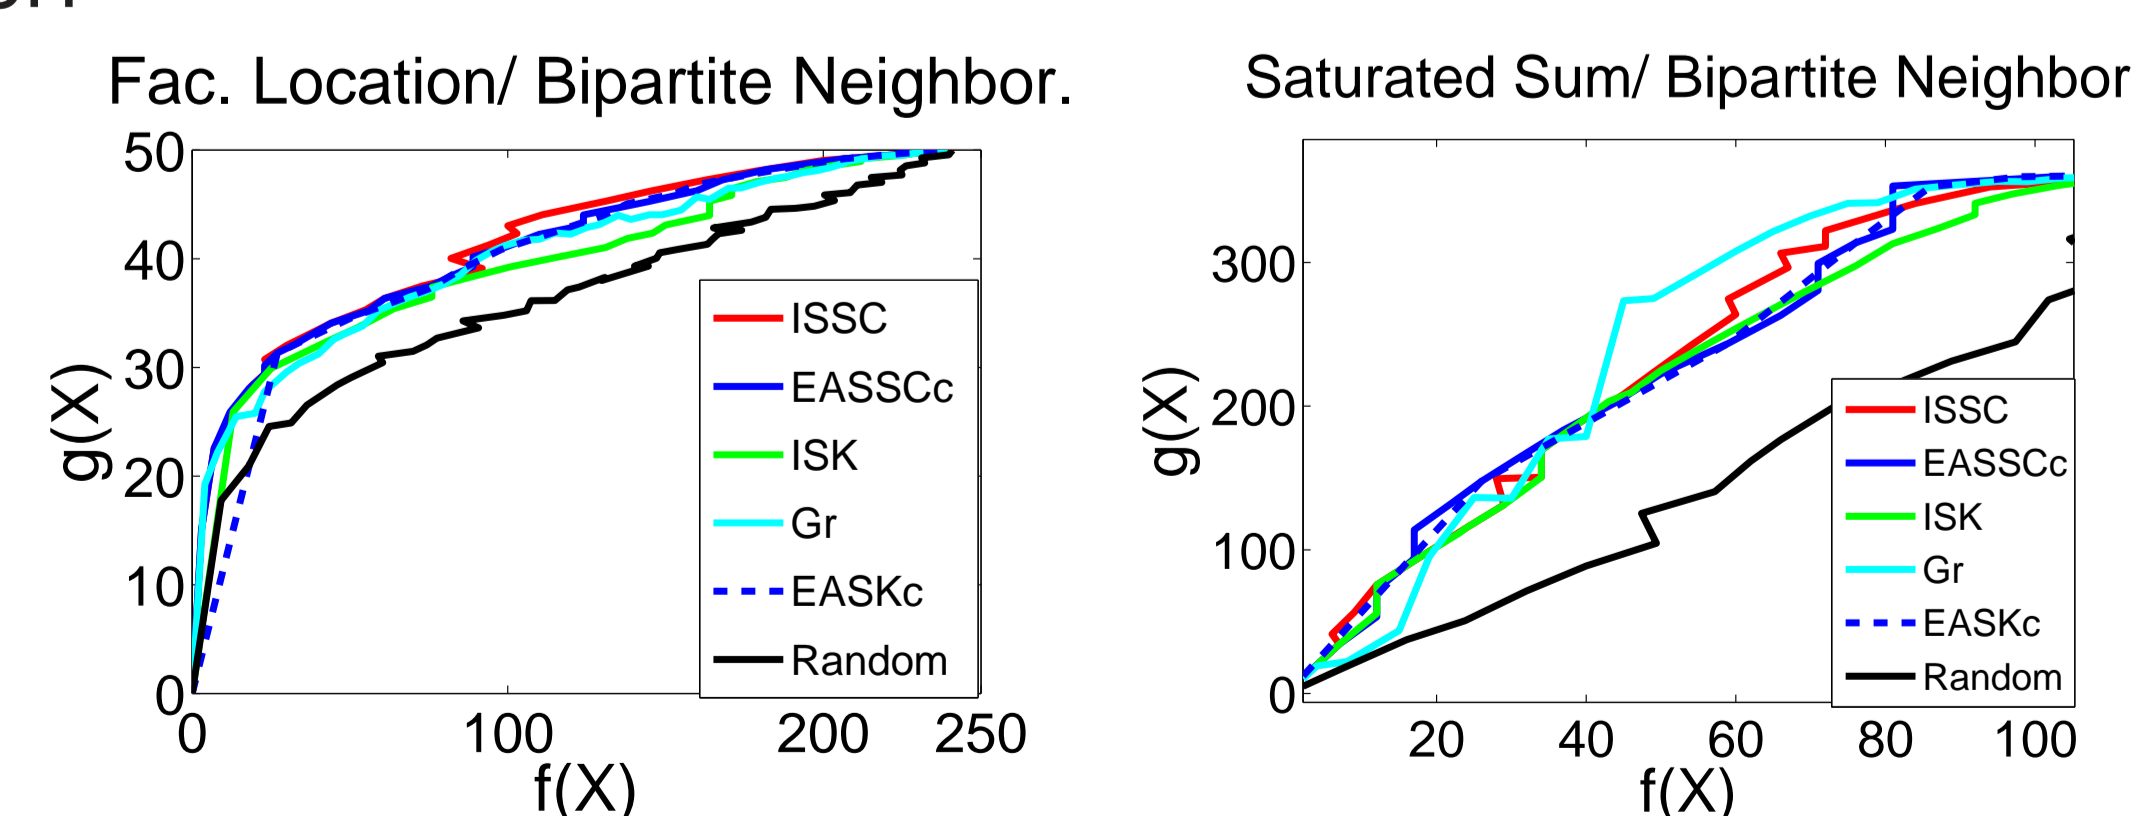 Fac. Location/ Bipartite Neighbor.
g(X)
50
40
30
20
10
0
0 100 200 250
f(X)
ISSC
EASSCc
ISK
Gr
EASKc
Random
Saturated Sum/ Bipartite Neighbor
g(X)
300
200
100
0
20 40 60 80 100
f(X)
ISSC
EASSCc
ISK
Gr
EASKc
Random